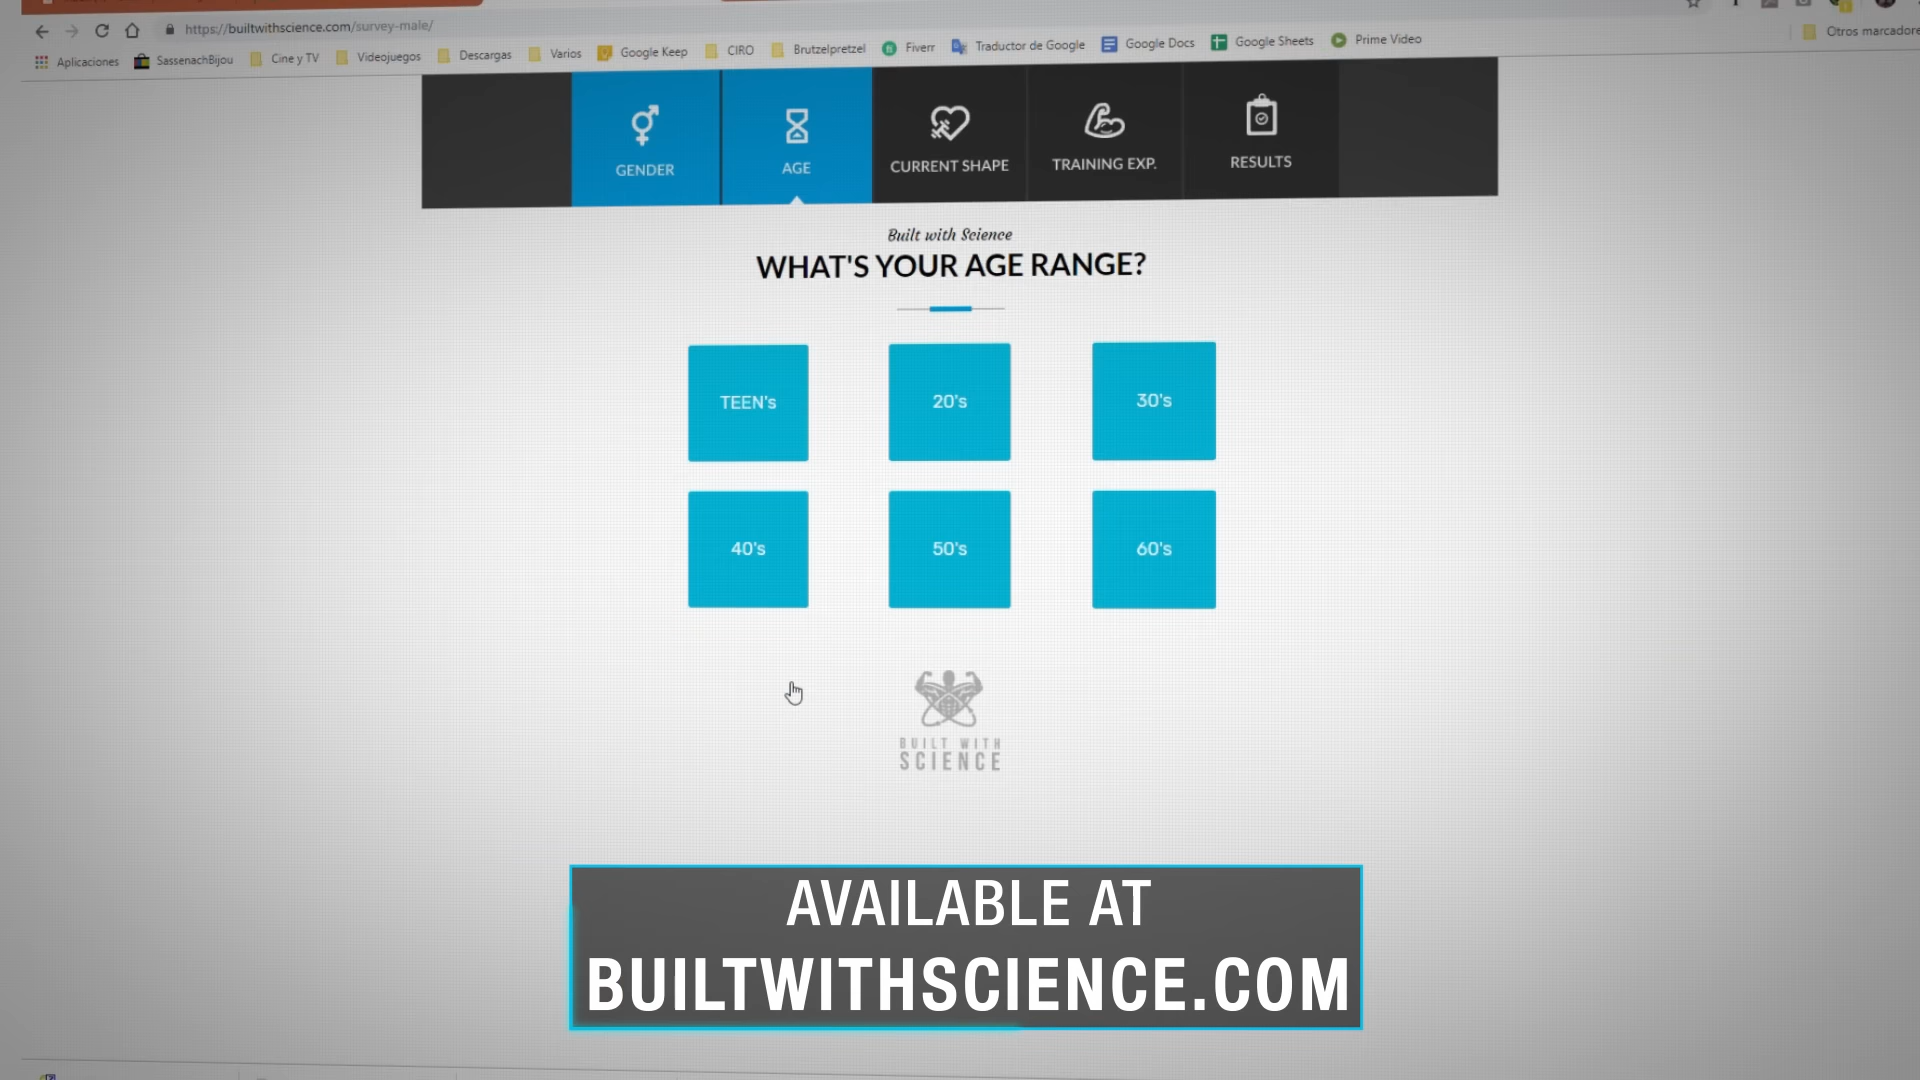 https://builtwithscience.com/survey-male/
Aplicaciones SassenachBijou Cine y TV Videojuegos Descargas Varios Google Keep CIRO Brutzelpretzel Fiverr Traductor de Google Google Docs Google Sheets Prime Video Otros marcadore
GENDER AGE CURRENT SHAPE TRAINING EXP. RESULTS
Built with Science
WHAT'S YOUR AGE RANGE?
TEEN's 20's 30's
40's 50's 60's
BUILT WITH
SCIENCE
AVAILABLE AT
BUILTWITHSCIENCE.COM